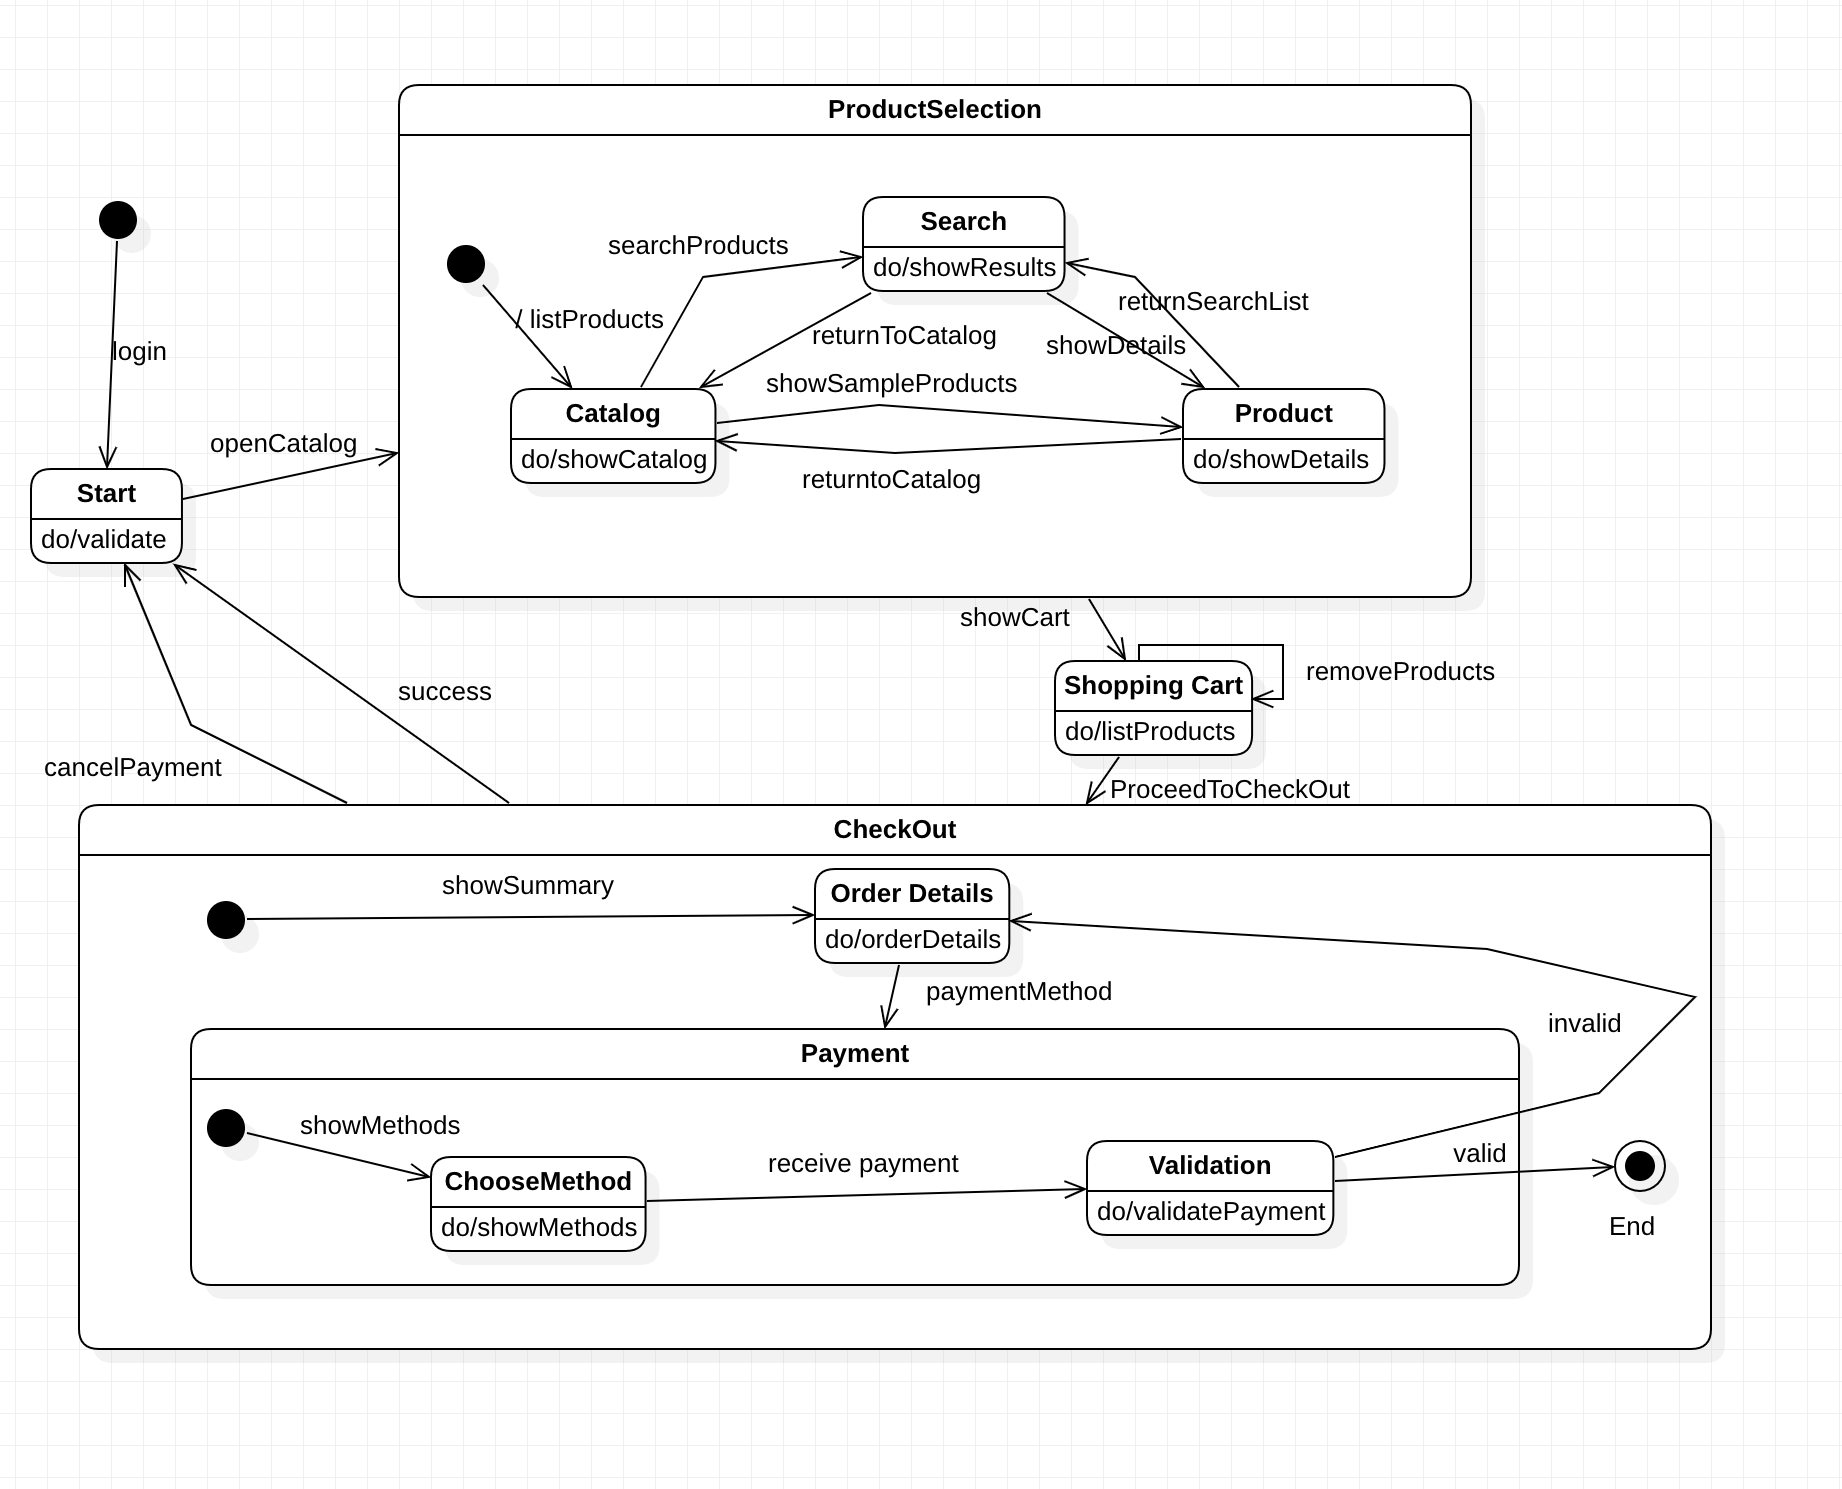 ProductSelection
Search
do/showResults
searchProducts
/ listProducts
returnSearchList
returnToCatalog
showDetails
showSampleProducts
login
Catalog
do/showCatalog
Product
do/showDetails
openCatalog
returntoCatalog
Start
do/validate
showCart
removeProducts
Shopping Cart
do/listProducts
success
cancelPayment
ProceedToCheckOut
CheckOut
showSummary
Order Details
do/orderDetails
paymentMethod
invalid
Payment
showMethods
ChooseMethod
do/showMethods
receive payment
Validation
do/validatePayment
valid
End